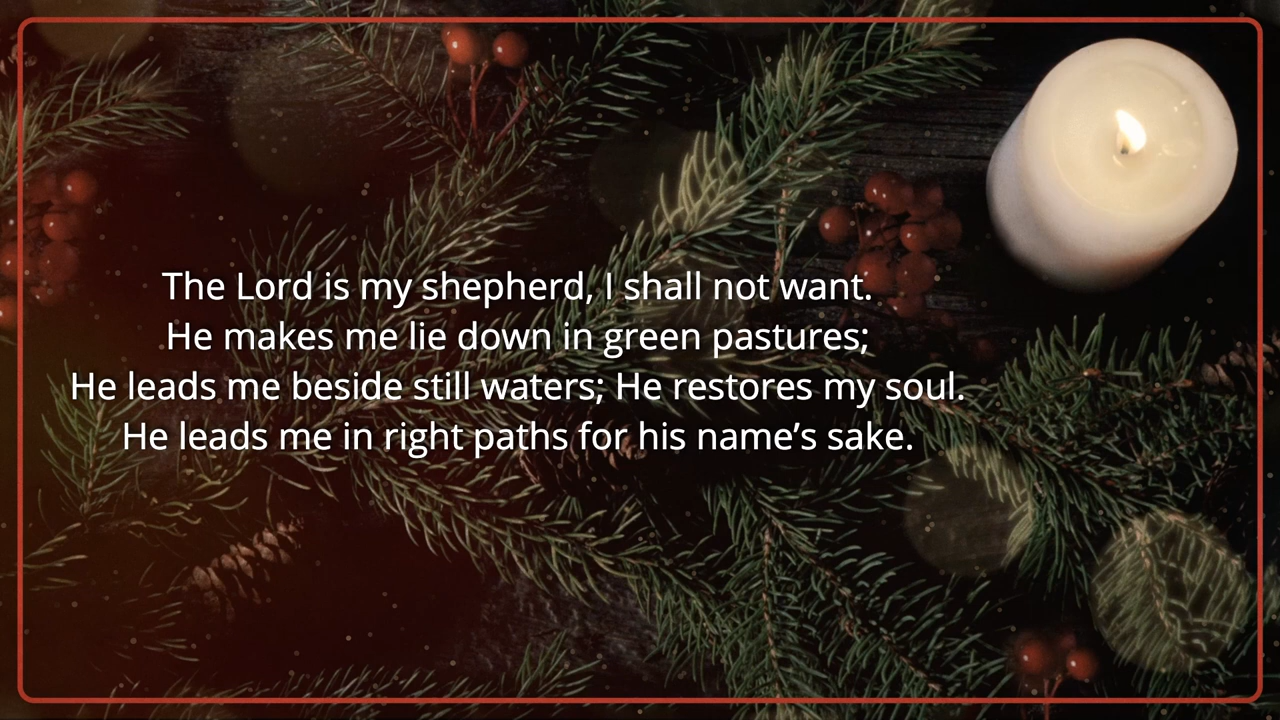 The Lord is my shepherd, I shall not want.
He makes me lie down in green pastures;
He leads me beside still waters; He restores my soul.
He leads me in right paths for his name’s sake.